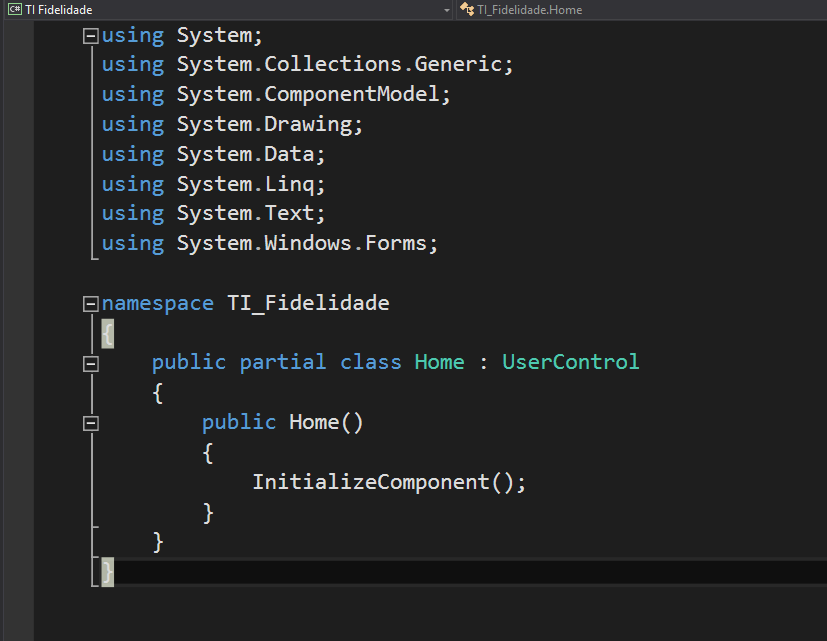 C# TI Fidelidade
TI_Fidelidade.Home
using System;
using System.Collections.Generic;
using System.ComponentModel;
using System.Drawing;
using System.Data;
using System.Linq;
using System.Text;
using System.Windows.Forms;
namespace TI_Fidelidade
{
public partial class Home : UserControl
{
public Home()
{
InitializeComponent();
}
}
}